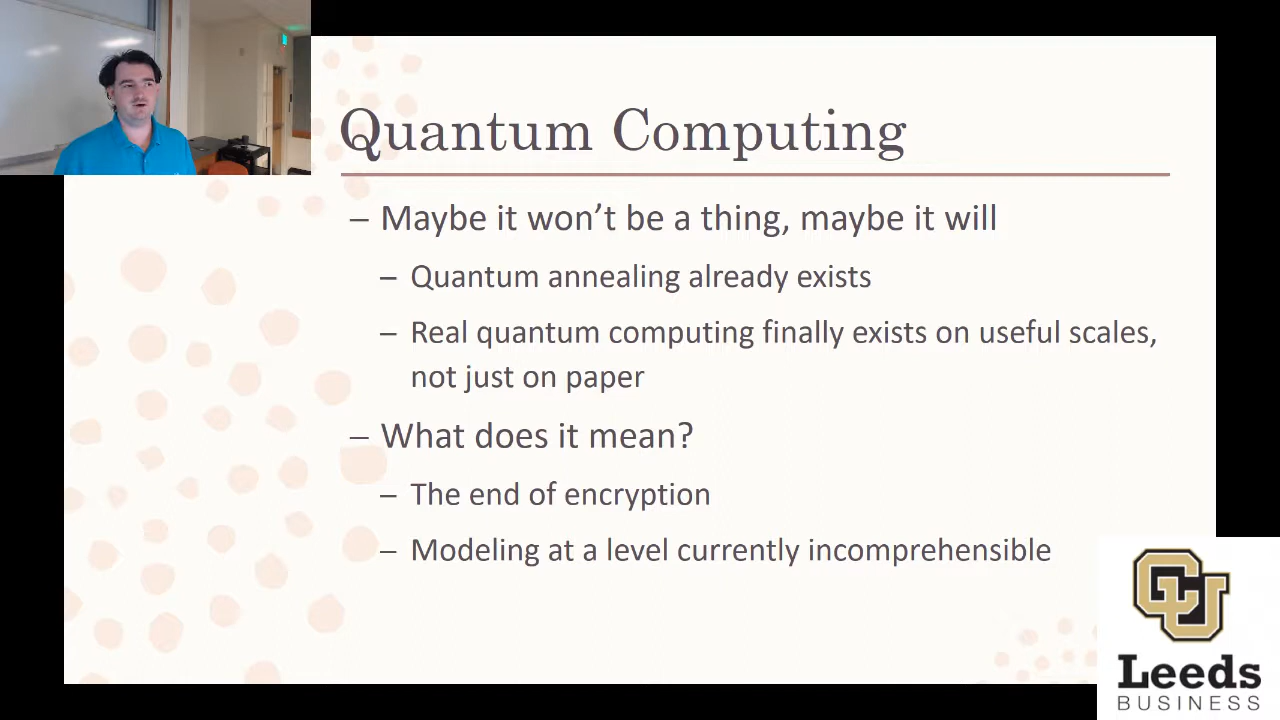 Quantum Computing
– Maybe it won’t be a thing, maybe it will
– Quantum annealing already exists
– Real quantum computing finally exists on useful scales,
not just on paper
– What does it mean?
– The end of encryption
– Modeling at a level currently incomprehensible
CU
Leeds
BUSINESS